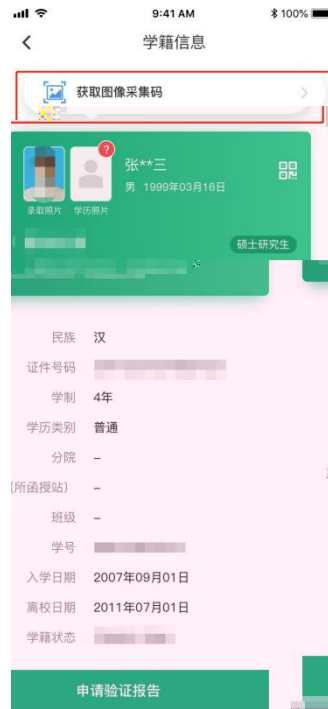 9:41 AM
100%
学籍信息
获取图像采集码
?
张**三
男 1999年03月16日
录取照片 学历照片
硕士研究生
民族 汉
证件号码
学制 4年
学历类别 普通
分院 –
(所函授站) –
班级 –
学号
入学日期 2007年09月01日
离校日期 2011年07月01日
学籍状态
申请验证报告